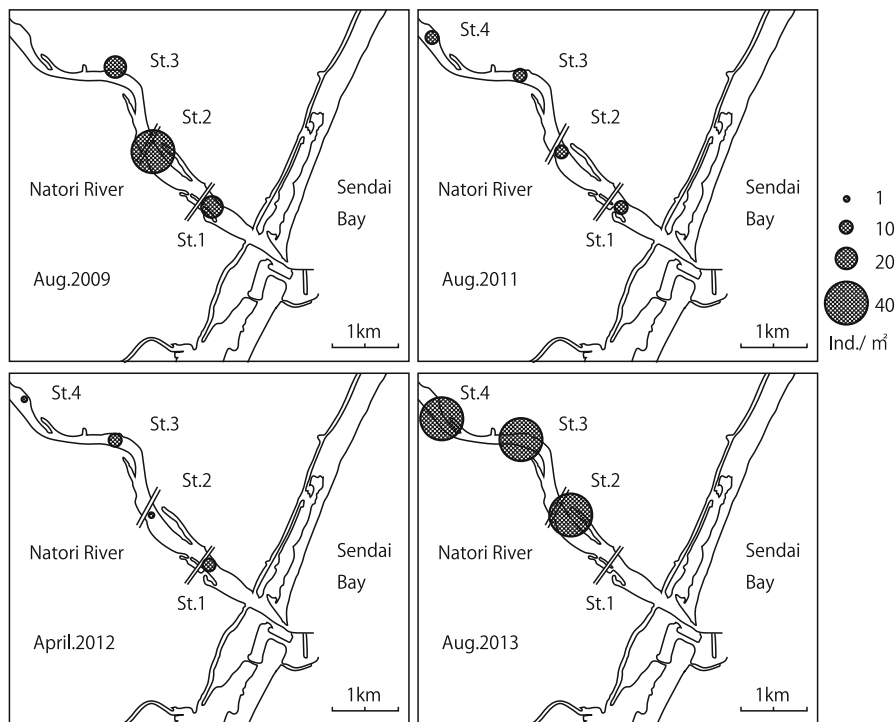 St.3
St.2
Natori River
Sendai
Bay
St.1
Aug.2009
1km
St.4
St.3
St.2
Natori River
Sendai
Bay
St.1
Aug.2011
1km
1
10
20
40
Ind./ ㎡
St.4
St.3
St.2
Natori River
Sendai
Bay
St.1
April.2012
1km
St.4
St.3
St.2
Natori River
Sendai
Bay
St.1
Aug.2013
1km